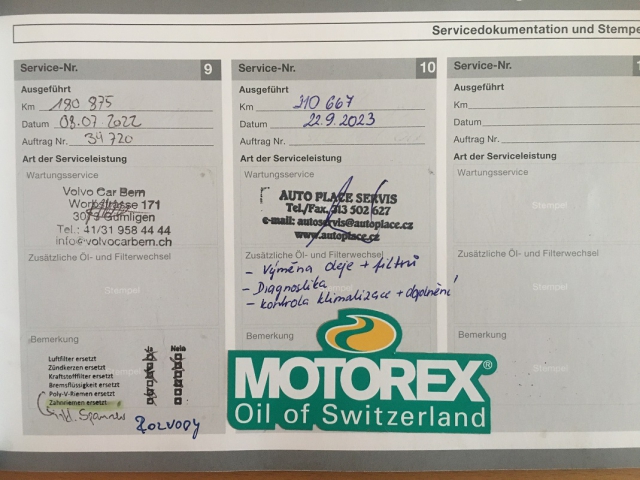 Servicedokumentation und Stempe
Service-Nr. 9
Ausgeführt
Km 180 875
Datum 08.07 2022
Auftrag Nr. 34 720
Art der Serviceleistung
Wartungsservice
Volvo Car Bern
Worbstrasse 171
Gümligen
Tel.: 41/31 958 44 44
info@volvocarbern.ch
Zusätzliche Öl- und Filterwechsel
Stempel
Bemerkung
Nein
Luftfilter ersetzt
Zündkerzen ersetzt
Kraftstofffilter ersetzt
Bremsflüssigkeit ersetzt
Poly-V-Riemen ersetzt
Zahnriemen ersetzt
inkl. Spanner
Rozvody
Service-Nr. 10
Ausgeführt
Km 210 667
Datum 22.9.2023
Auftrag Nr.
Art der Serviceleistung
Wartungsservice
AUTO PLACE SERVIS
Tel./Fax. 313 502 627
e-mail: autoservis@autoplace.cz
www.autoplace.cz
Zusätzliche Öl- und Filterwechsel
- Výměna oleje + filtrů
- Diagnostika
- kontrola klimatizace + doplnění
Bemerkung
MOTOREX®
Oil of Switzerland
Service-Nr.
Ausgeführt
Km
Datum
Auftrag Nr.
Art der Serviceleistung
Wartungsservice
Stempel
Zusätzliche Öl- und Filterwechsel
Stempel
Bemerkung
Stempel